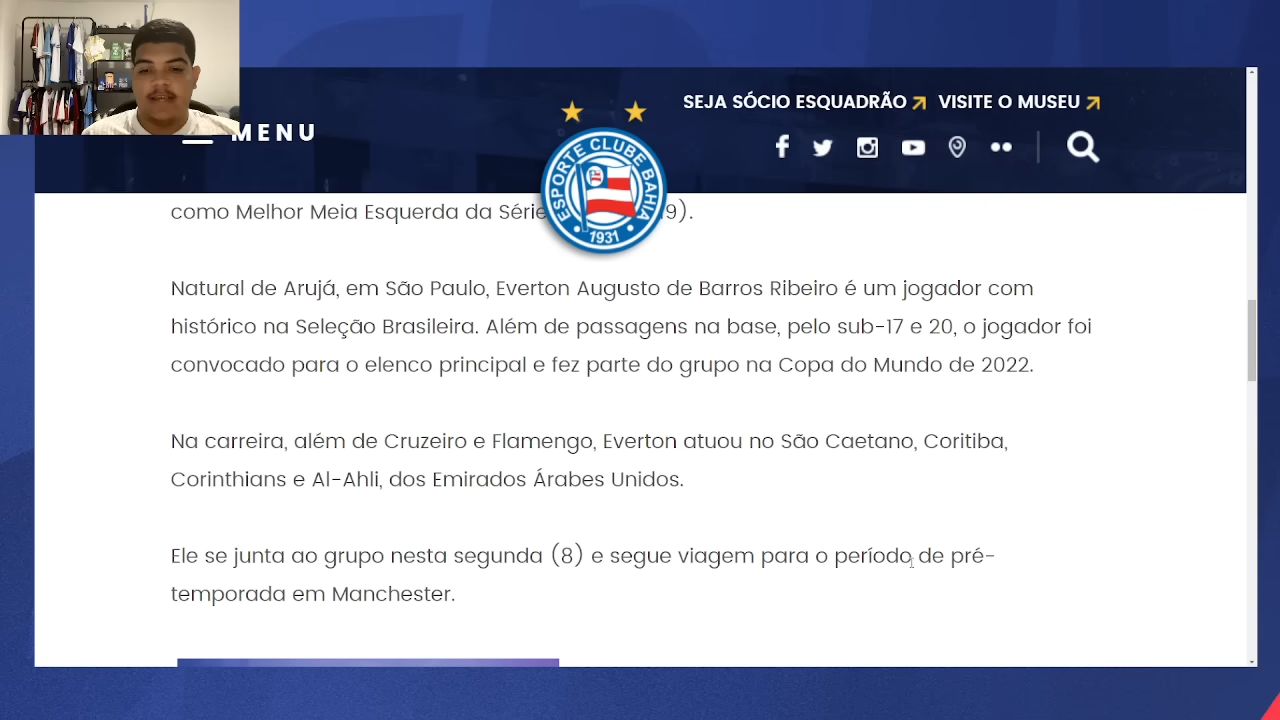 SEJA SÓCIO ESQUADRÃO VISITE O MUSEU
MENU
ESPORTE CLUBE BAHIA
1931
como Melhor Meia Esquerda da Série 9).
Natural de Arujá, em São Paulo, Everton Augusto de Barros Ribeiro é um jogador com
histórico na Seleção Brasileira. Além de passagens na base, pelo sub-17 e 20, o jogador foi
convocado para o elenco principal e fez parte do grupo na Copa do Mundo de 2022.
Na carreira, além de Cruzeiro e Flamengo, Everton atuou no São Caetano, Coritiba,
Corinthians e Al-Ahli, dos Emirados Árabes Unidos.
Ele se junta ao grupo nesta segunda (8) e segue viagem para o período de pré-
temporada em Manchester.